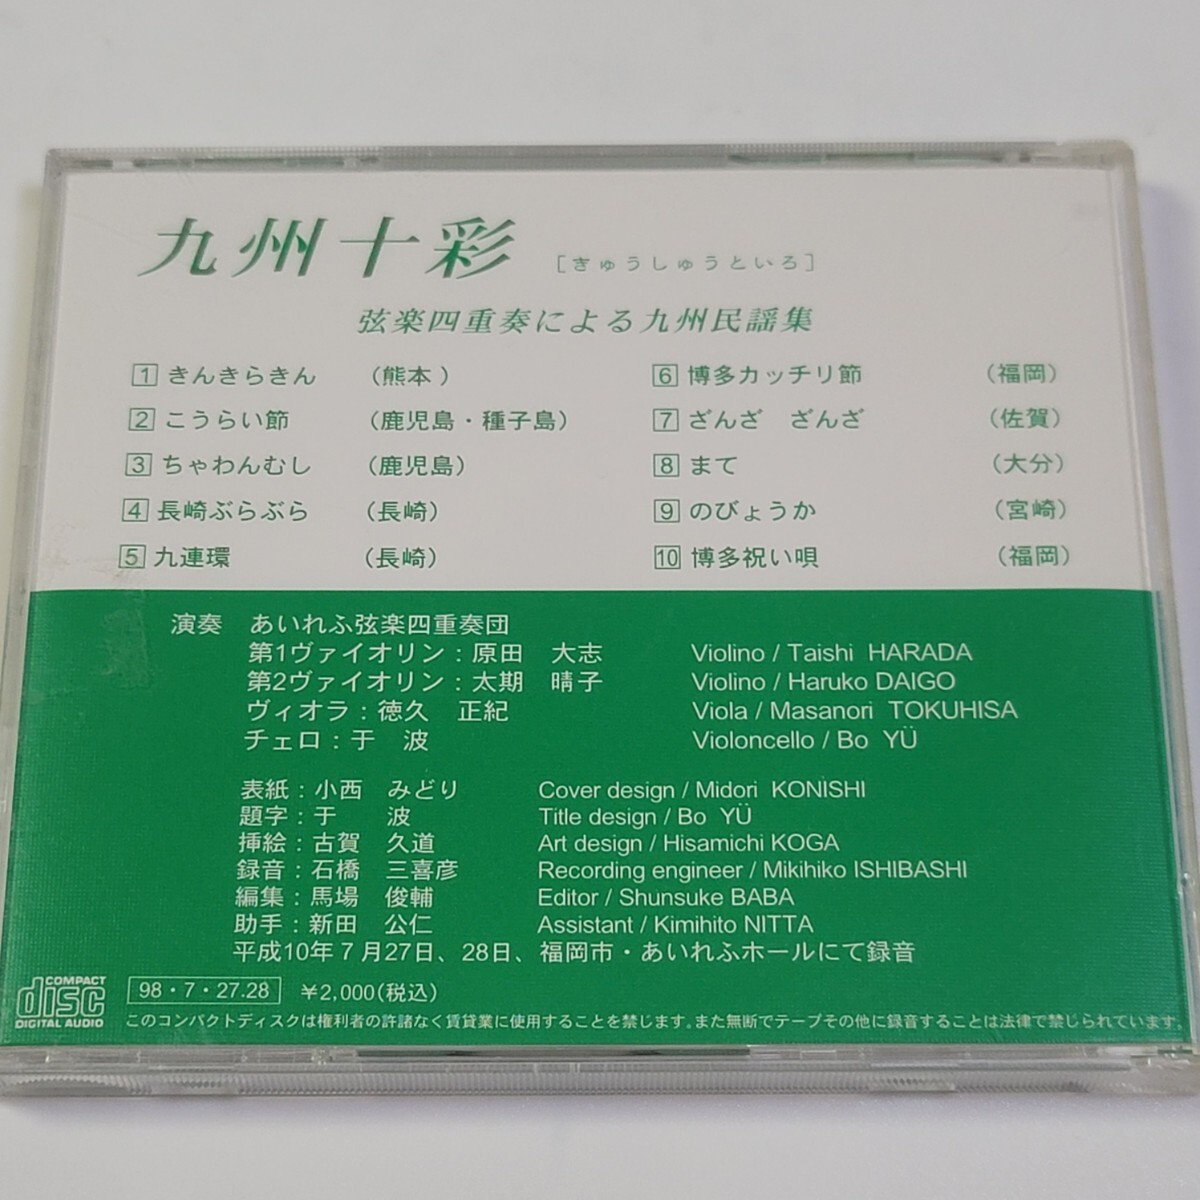 九州十彩 [きゅうしゅうといろ]
弦楽四重奏による九州民謡集
1 きんきらきん (熊本)
2 こうらい節 (鹿児島・種子島)
3 ちゃわんむし (鹿児島)
4 長崎ぶらぶら (長崎)
5 九連環 (長崎)
6 博多カッチリ節 (福岡)
7 ざんざ ざんざ (佐賀)
8 まて (大分)
9 のびょうか (宮崎)
10 博多祝い唄 (福岡)
演奏 あいれふ弦楽四重奏団
第1ヴァイオリン:原田 大志 Violino / Taishi HARADA
第2ヴァイオリン:太期 晴子 Violino / Haruko DAIGO
ヴィオラ:徳久 正紀 Viola / Masanori TOKUHISA
チェロ:于 波 Violoncello / Bo YÜ
表紙:小西 みどり Cover design / Midori KONISHI
題字:于 波 Title design / Bo YÜ
挿絵:古賀 久道 Art design / Hisamichi KOGA
録音:石橋 三喜彦 Recording engineer / Mikihiko ISHIBASHI
編集:馬場 俊輔 Editor / Shunsuke BABA
助手:新田 公仁 Assistant / Kimihito NITTA
平成10年7月27日、28日、福岡市・あいれふホールにて録音
COMPACT disc DIGITAL AUDIO
98・7・27.28 ¥2,000(税込)
このコンパクトディスクは権利者の許諾なく賃貸業に使用することを禁じます。また無断でテープその他に録音することは法律で禁じられています。